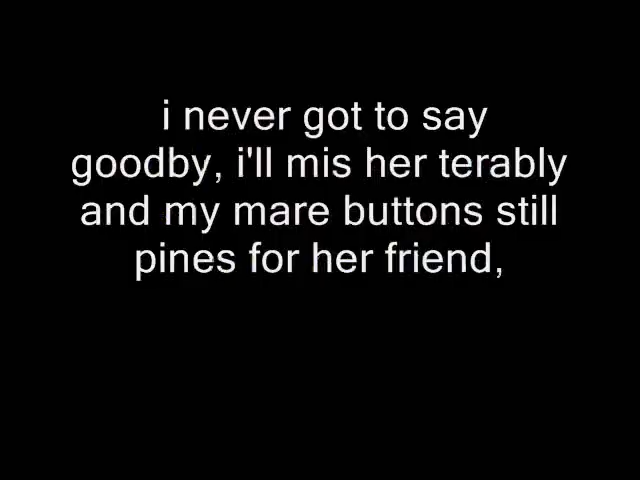 i never got to say
goodby, i'll mis her terably
and my mare buttons still
pines for her friend,